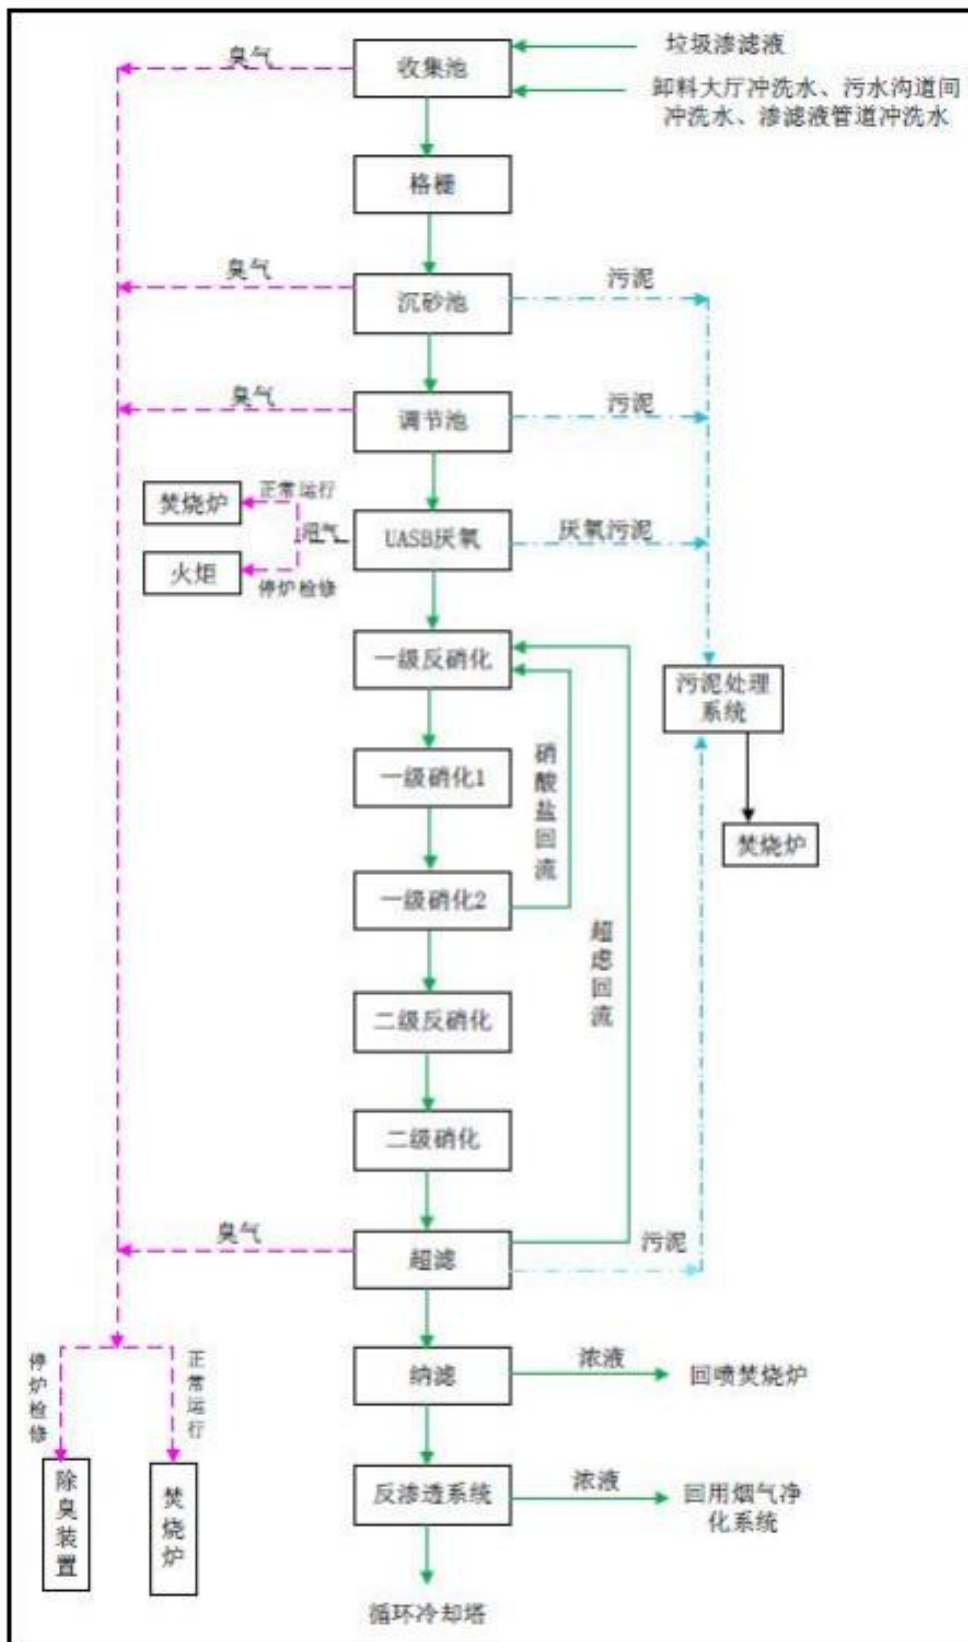 垃圾渗滤液
臭气
收集池
卸料大厅冲洗水、污水沟道间
冲洗水、渗滤液管道冲洗水
格栅
臭气
沉砂池
污泥
臭气
调节池
污泥
焚烧炉
正常运行
沼气
UASB厌氧
厌氧污泥
火炬
停炉检修
一级反硝化
污泥处理
系统
一级硝化1
硝酸盐回流
焚烧炉
一级硝化2
超虑回流
二级反硝化
二级硝化
臭气
超滤
污泥
停炉检修
正常运行
纳滤
浓液
回喷焚烧炉
除臭装置
焚烧炉
反渗透系统
浓液
回用烟气净
化系统
循环冷却塔